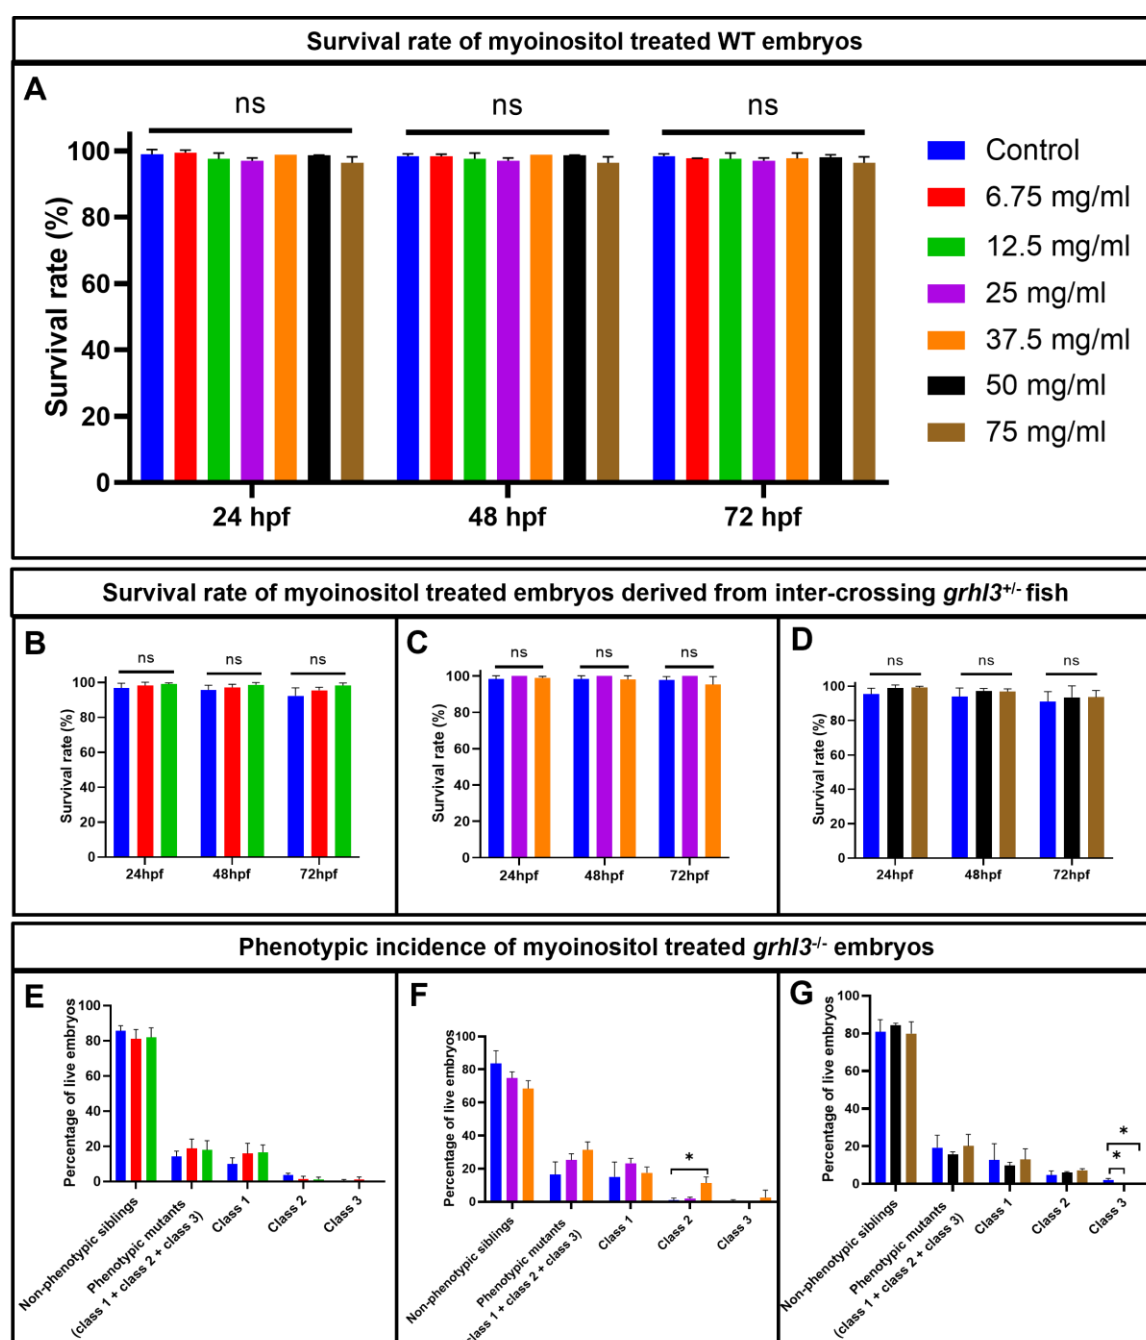 Survival rate of myoinositol treated WT embryos
A
ns
ns
ns
Survival rate (%)
100
80
60
40
20
0
24 hpf
48 hpf
72 hpf
Control
6.75 mg/ml
12.5 mg/ml
25 mg/ml
37.5 mg/ml
50 mg/ml
75 mg/ml
Survival rate of myoinositol treated embryos derived from inter-crossing grhl3+/- fish
B
ns
ns
ns
Survival rate (%)
100
80
60
40
20
0
24hpf
48hpf
72hpf
C
ns
ns
ns
Survival rate (%)
100
80
60
40
20
0
24hpf
48hpf
72hpf
D
ns
ns
ns
Survival rate (%)
100
80
60
40
20
0
24hpf
48hpf
72hpf
Phenotypic incidence of myoinositol treated grhl3-/- embryos
E
Percentage of live embryos
100
80
60
40
20
0
Non-phenotypic siblings
Phenotypic mutants
(class 1 + class 2 + class 3)
Class 1
Class 2
Class 3
F
Percentage of live embryos
100
80
60
40
20
0
*
Non-phenotypic siblings
Phenotypic mutants
(class 1 + class 2 + class 3)
Class 1
Class 2
Class 3
G
Percentage of live embryos
100
80
60
40
20
0
*
*
Non-phenotypic siblings
Phenotypic mutants
(class 1 + class 2 + class 3)
Class 1
Class 2
Class 3